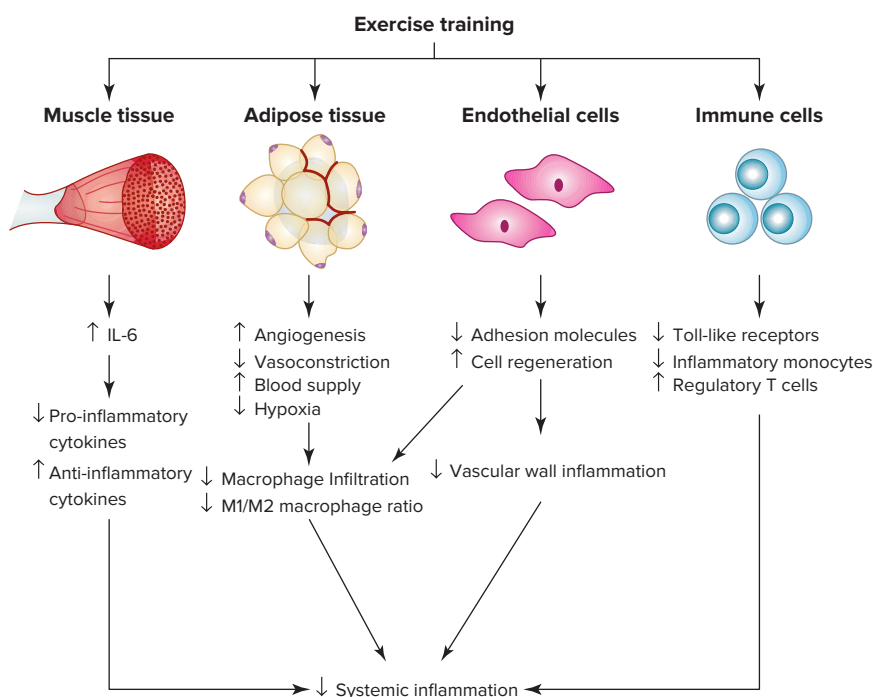 Exercise training
Muscle tissue
Adipose tissue
Endothelial cells
Immune cells
↑ IL-6
↓ Pro-inflammatory
cytokines
↑ Anti-inflammatory
cytokines
↑ Angiogenesis
↓ Vasoconstriction
↑ Blood supply
↓ Hypoxia
↓ Macrophage Infiltration
↓ M1/M2 macrophage ratio
↓ Adhesion molecules
↑ Cell regeneration
↓ Vascular wall inflammation
↓ Toll-like receptors
↓ Inflammatory monocytes
↑ Regulatory T cells
↓ Systemic inflammation